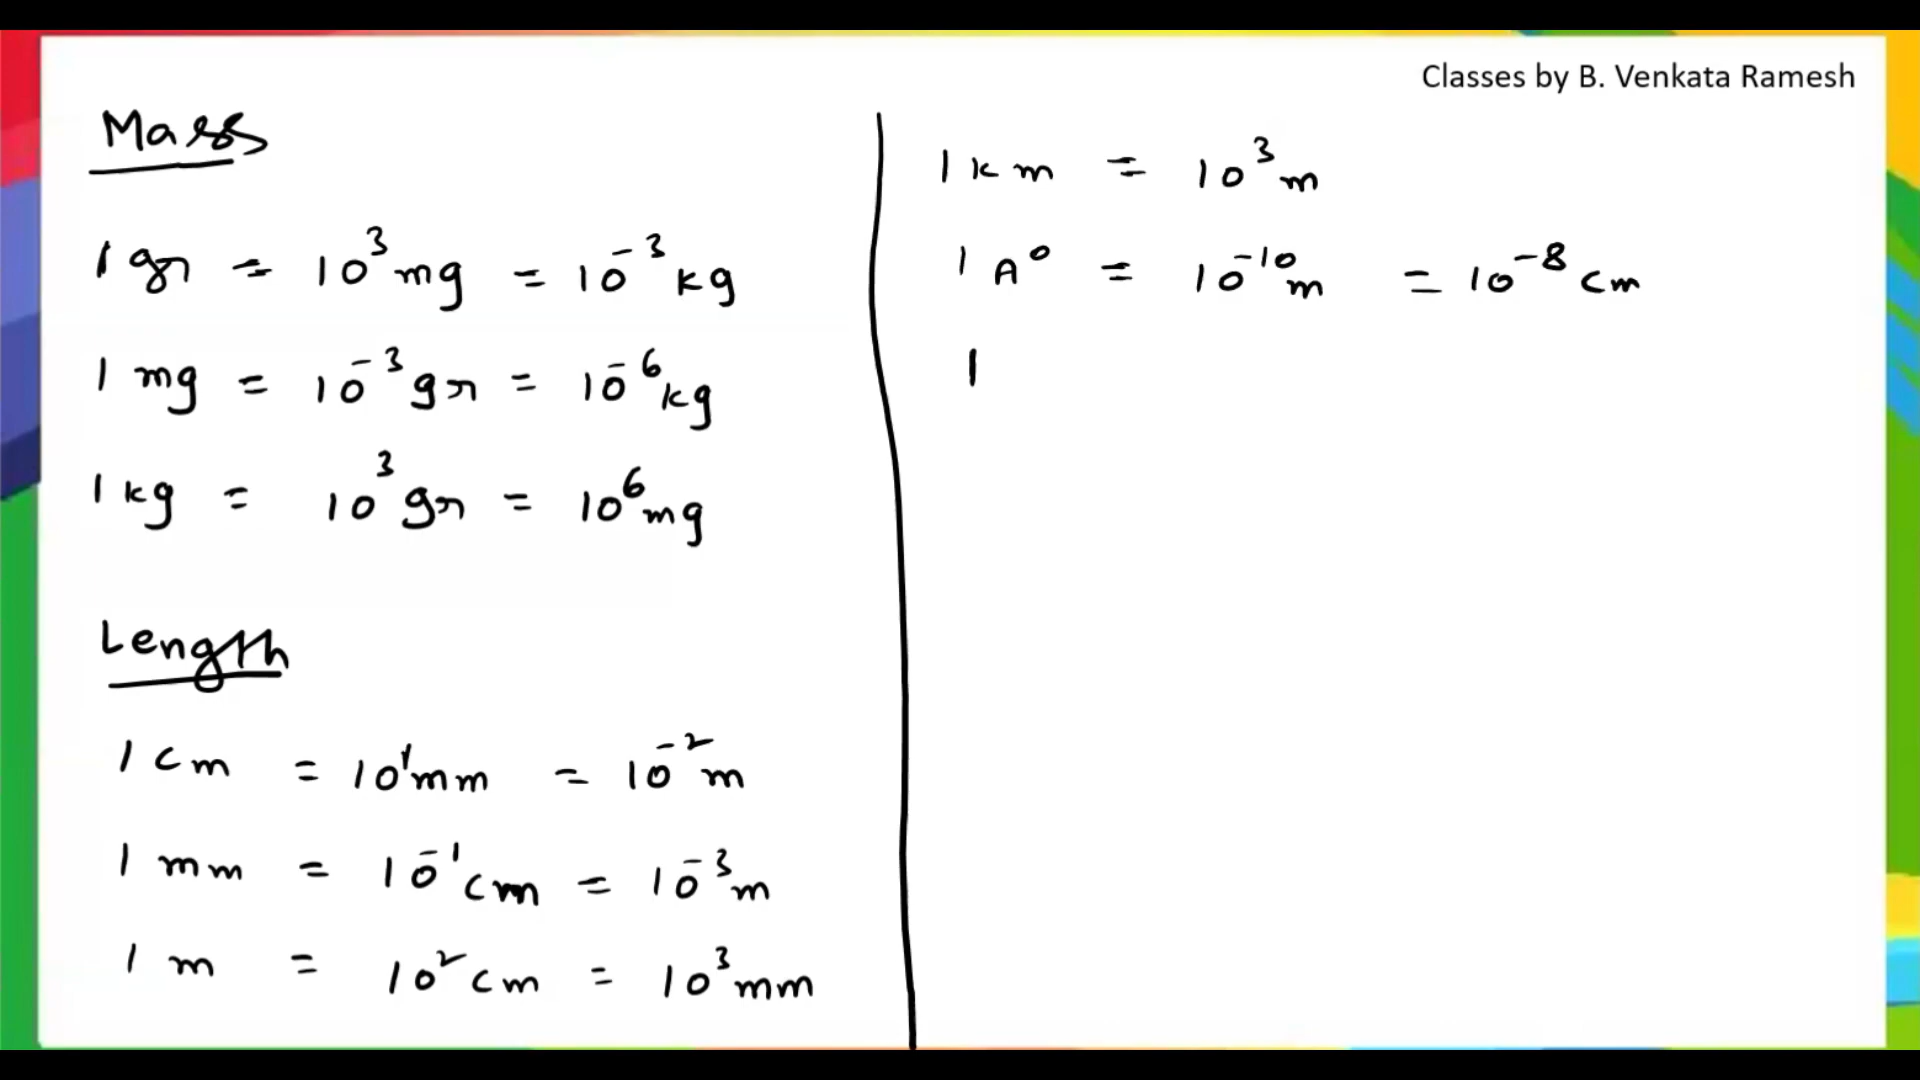 Classes by B. Venkata Ramesh
Mass
1 gr = 10³ mg = 10⁻³ kg
1 mg = 10⁻³ gr = 10⁻⁶ kg
1 kg = 10³ gr = 10⁶ mg
Length
1 cm = 10¹ mm = 10⁻² m
1 mm = 10⁻¹ cm = 10⁻³ m
1 m = 10² cm = 10³ mm
1 km = 10³ m
1 A⁰ = 10⁻¹⁰ m = 10⁻⁸ cm
1